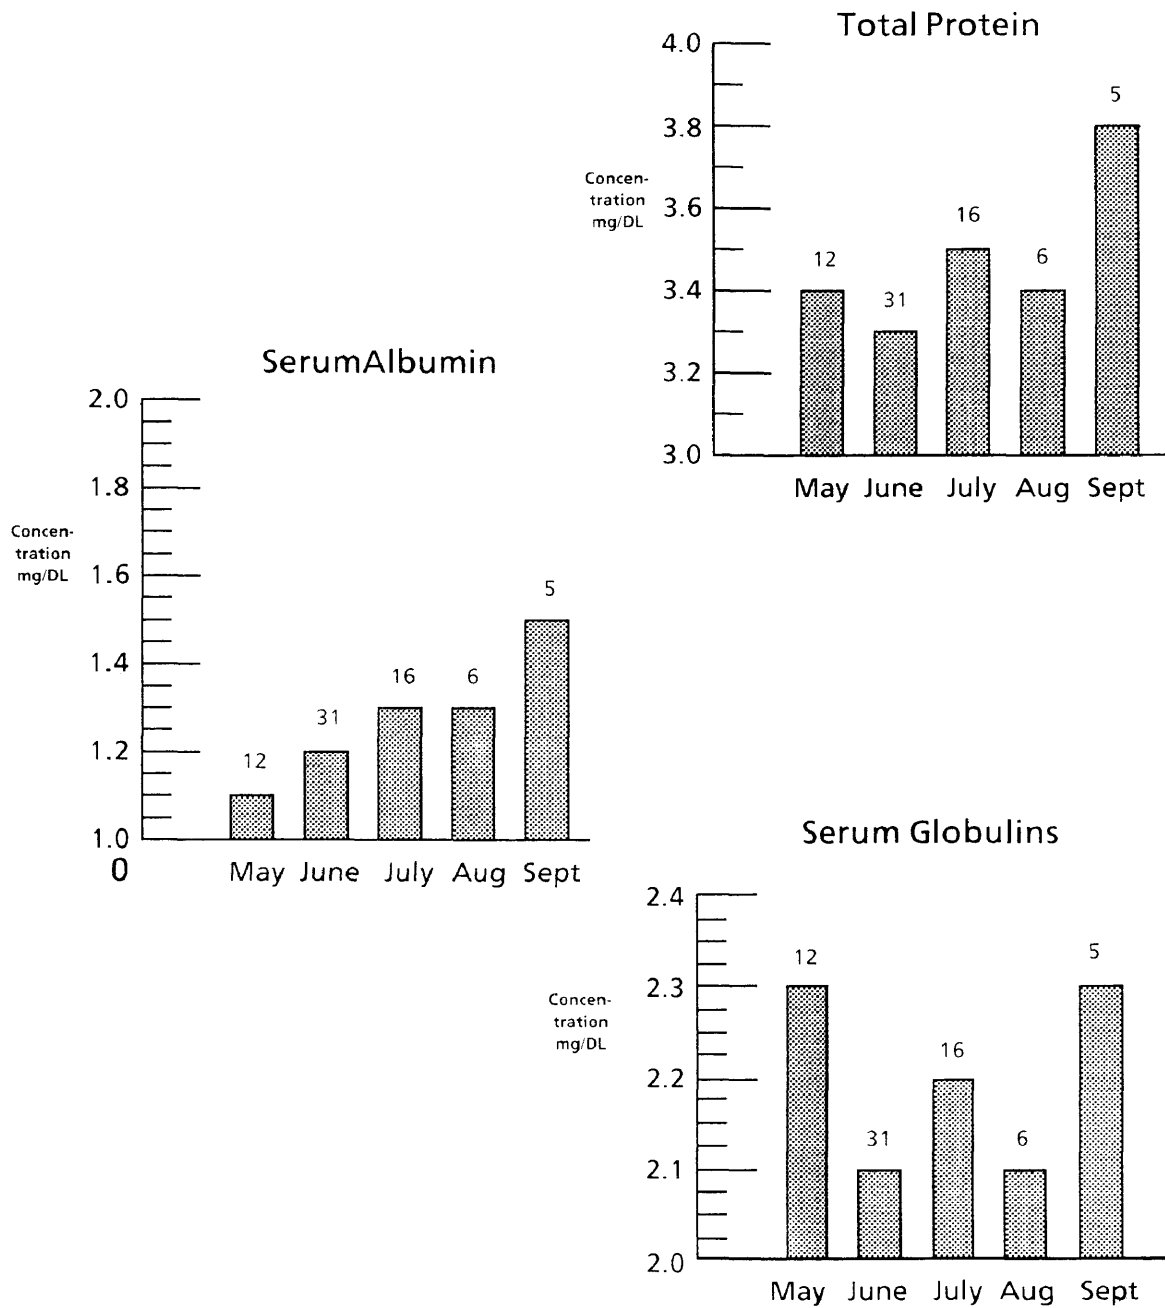 Total Protein
4.0
3.8
3.6
3.4
3.2
3.0
Concen-
tration
mg/DL
12
31
16
6
5
May June July Aug Sept
SerumAlbumin
2.0
1.8
1.6
1.4
1.2
1.0
0
Concen-
tration
mg/DL
12
31
16
6
5
May June July Aug Sept
Serum Globulins
2.4
2.3
2.2
2.1
2.0
Concen-
tration
mg/DL
12
31
16
6
5
May June July Aug Sept